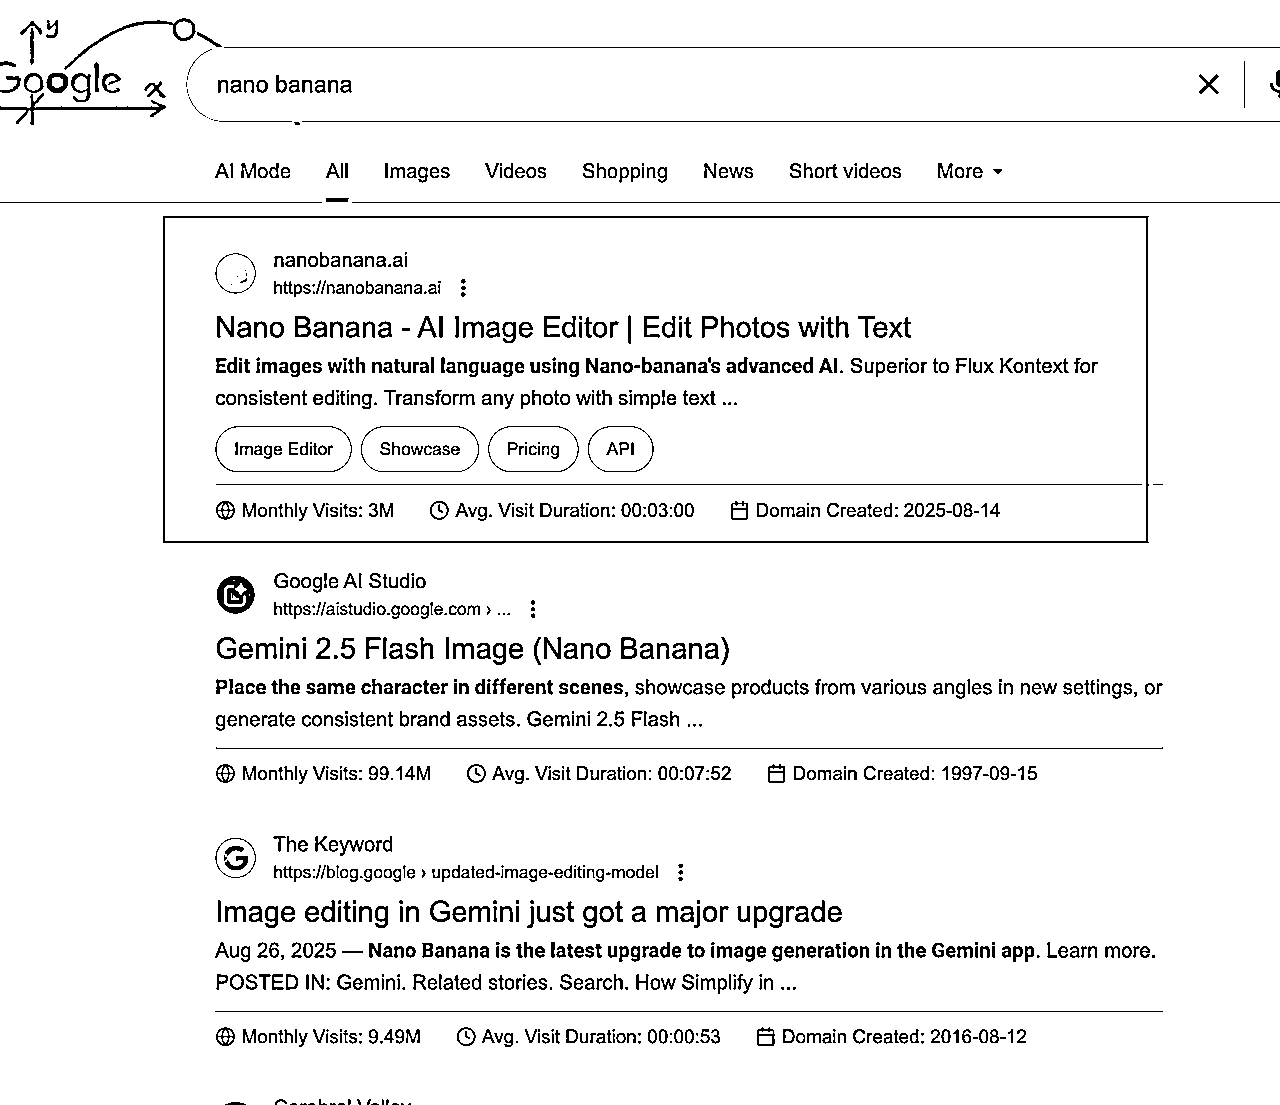 y
Google x
nano banana
AI Mode All Images Videos Shopping News Short videos More
nanobanana.ai
https://nanobanana.ai
Nano Banana - AI Image Editor | Edit Photos with Text
Edit images with natural language using Nano-banana's advanced AI. Superior to Flux Kontext for
consistent editing. Transform any photo with simple text ...
Image Editor Showcase Pricing API
Monthly Visits: 3M Avg. Visit Duration: 00:03:00 Domain Created: 2025-08-14
Google AI Studio
https://aistudio.google.com › ...
Gemini 2.5 Flash Image (Nano Banana)
Place the same character in different scenes, showcase products from various angles in new settings, or
generate consistent brand assets. Gemini 2.5 Flash ...
Monthly Visits: 99.14M Avg. Visit Duration: 00:07:52 Domain Created: 1997-09-15
The Keyword
https://blog.google › updated-image-editing-model
Image editing in Gemini just got a major upgrade
Aug 26, 2025 — Nano Banana is the latest upgrade to image generation in the Gemini app. Learn more.
POSTED IN: Gemini. Related stories. Search. How Simplify in ...
Monthly Visits: 9.49M Avg. Visit Duration: 00:00:53 Domain Created: 2016-08-12